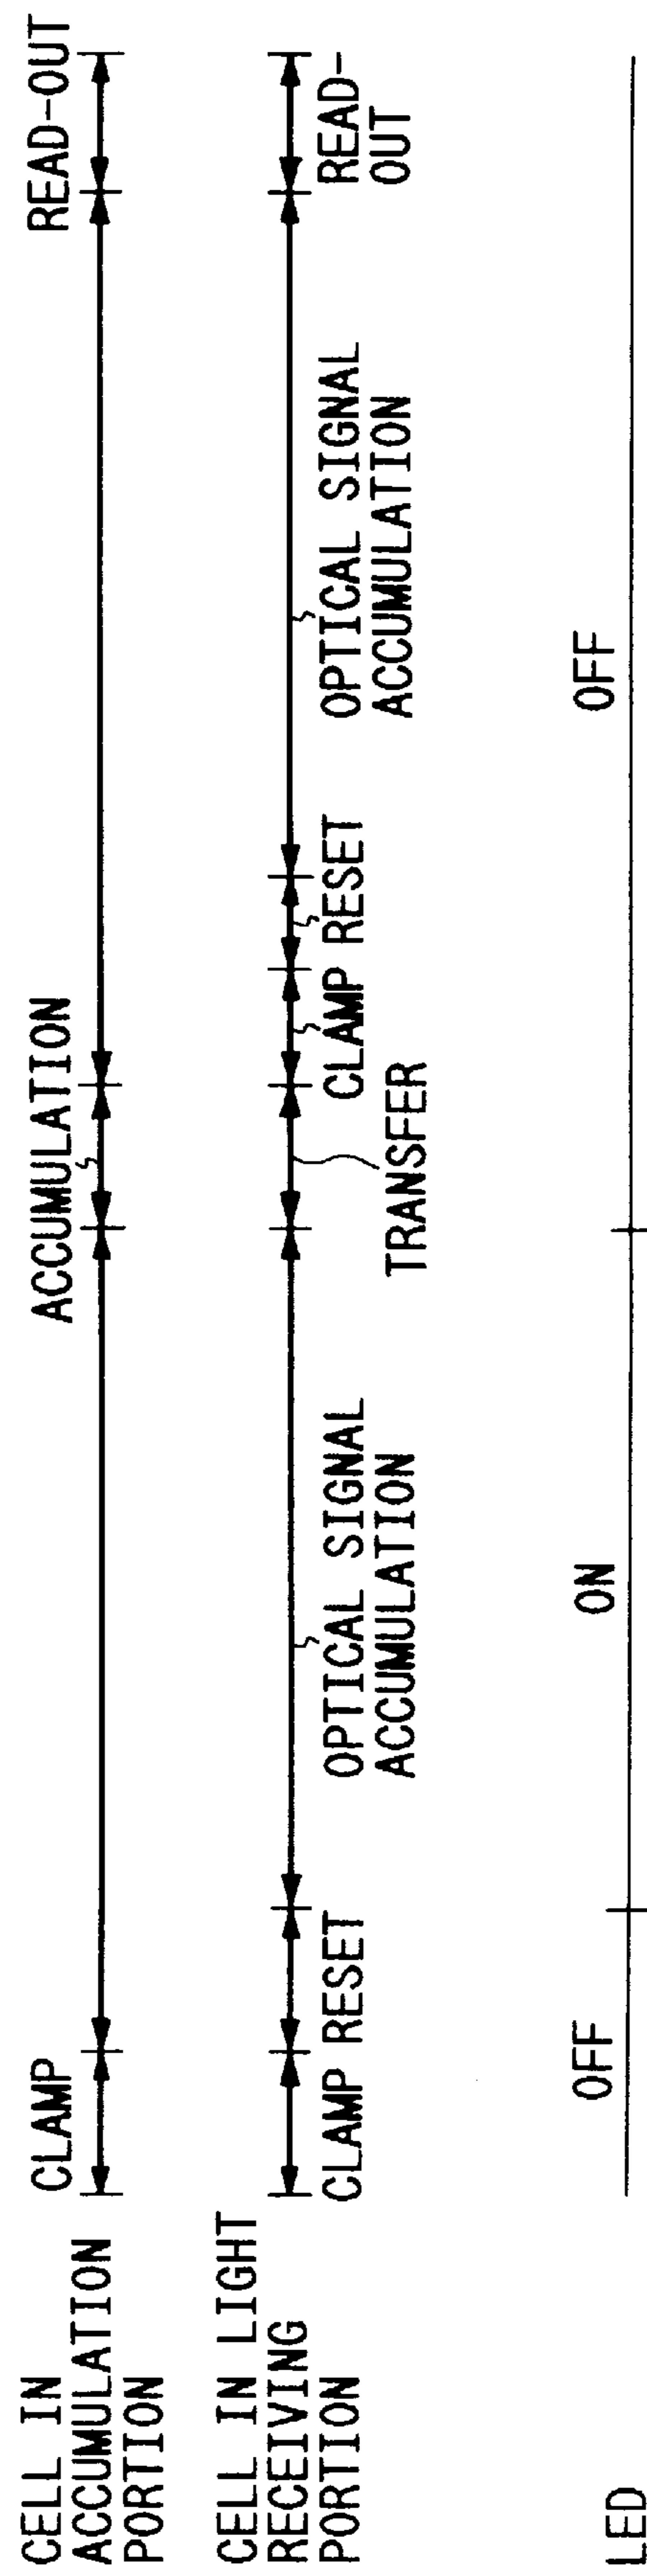 CELL IN
ACCUMULATION
PORTION
CLAMP
ACCUMULATION
READ-OUT
CELL IN LIGHT
RECEIVING
PORTION
CLAMP RESET
OPTICAL SIGNAL
ACCUMULATION
TRANSFER
CLAMP RESET
OPTICAL SIGNAL
ACCUMULATION
READ-
OUT
LED
OFF
ON
OFF